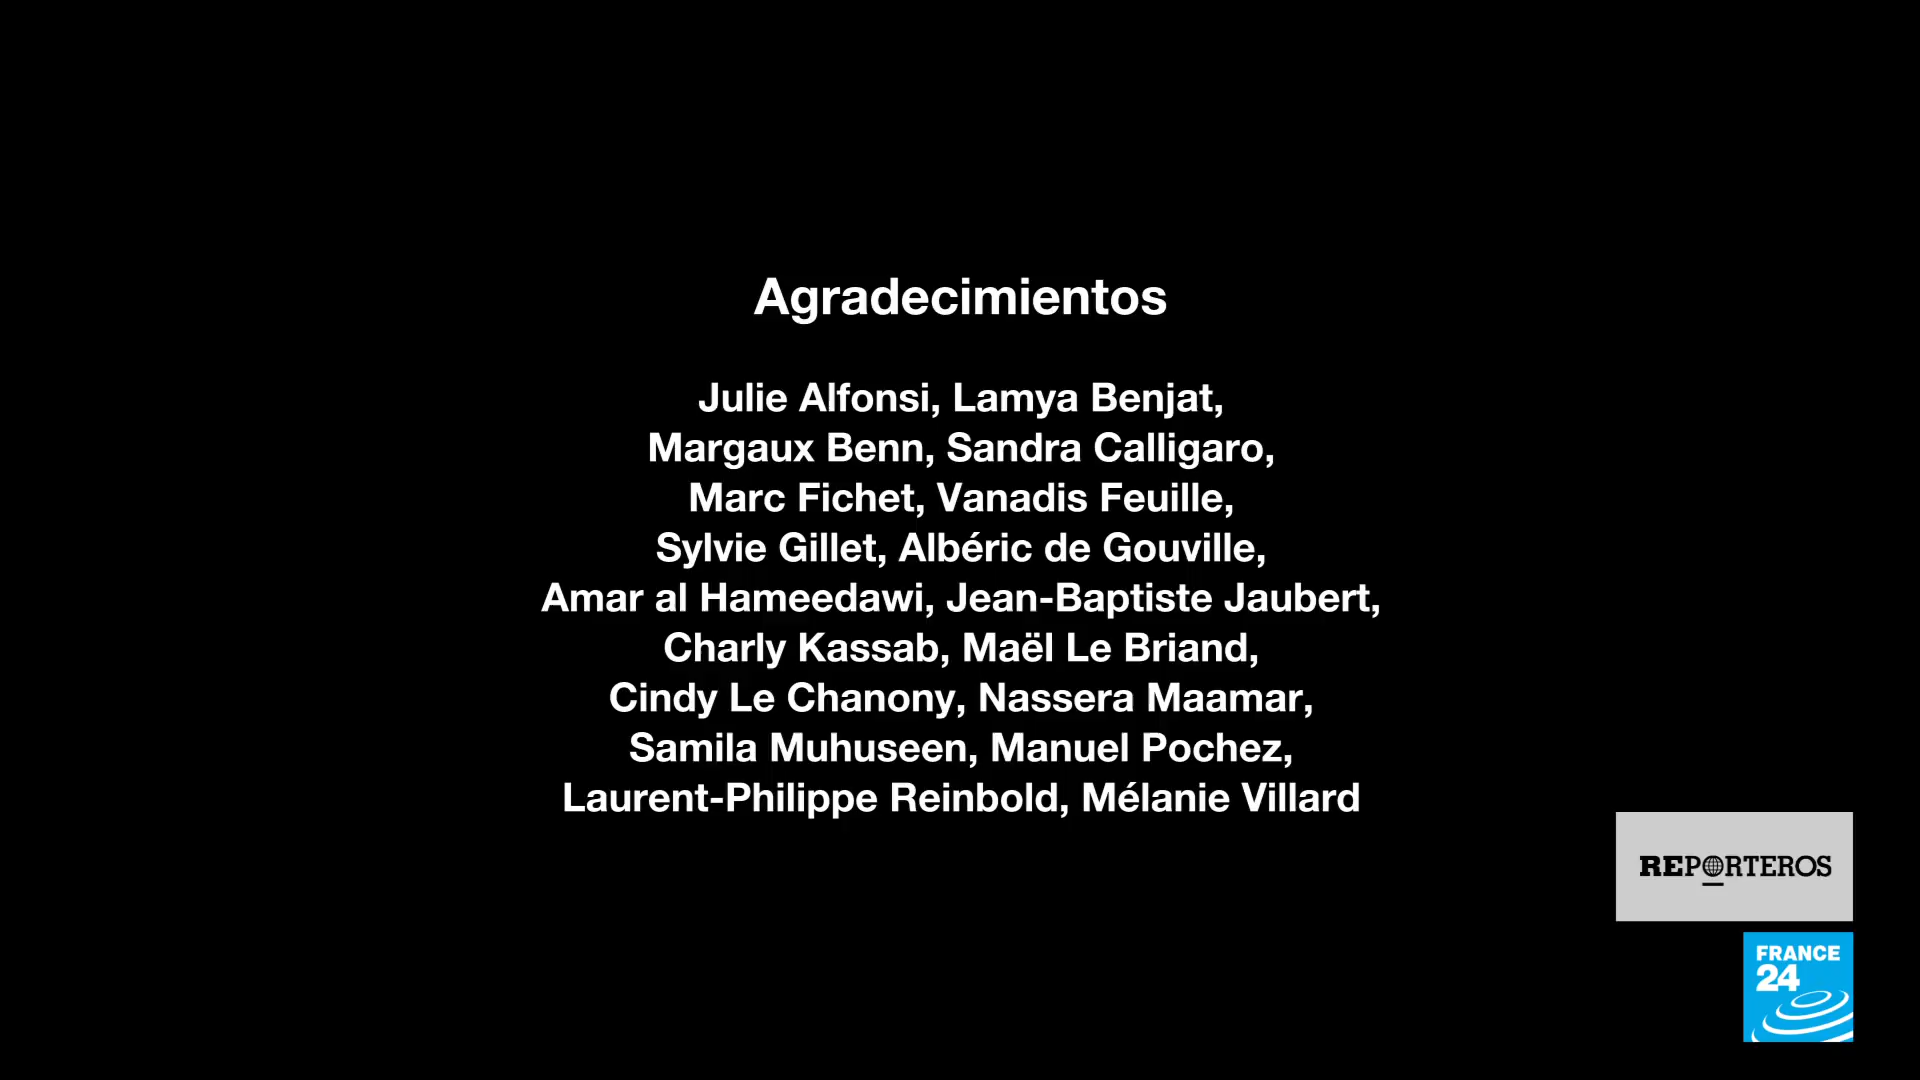 Agradecimientos
Julie Alfonsi, Lamya Benjat,
Margaux Benn, Sandra Calligaro,
Marc Fichet, Vanadis Feuille,
Sylvie Gillet, Albéric de Gouville,
Amar al Hameedawi, Jean-Baptiste Jaubert,
Charly Kassab, Maël Le Briand,
Cindy Le Chanony, Nassera Maamar,
Samila Muhuseen, Manuel Pochez,
Laurent-Philippe Reinbold, Mélanie Villard
REPORTEROS
FRANCE
24